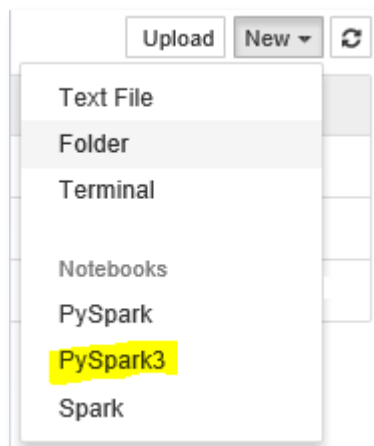 Upload New
Text File
Folder
Terminal
Notebooks
PySpark
PySpark3
Spark